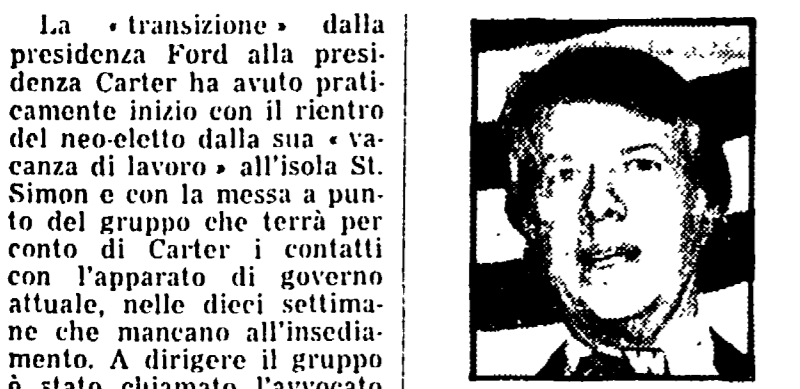 La « transizione » dalla
presidenza Ford alla presi-
denza Carter ha avuto prati-
camente inizio con il rientro
del neo-eletto dalla sua « va-
canza di lavoro » all'isola St.
Simon e con la messa a pun-
to del gruppo che terrà per
conto di Carter i contatti
con l'apparato di governo
attuale, nelle dieci settima-
ne che mancano all'insedia-
mento. A dirigere il gruppo
è stato chiamato l'avvocato